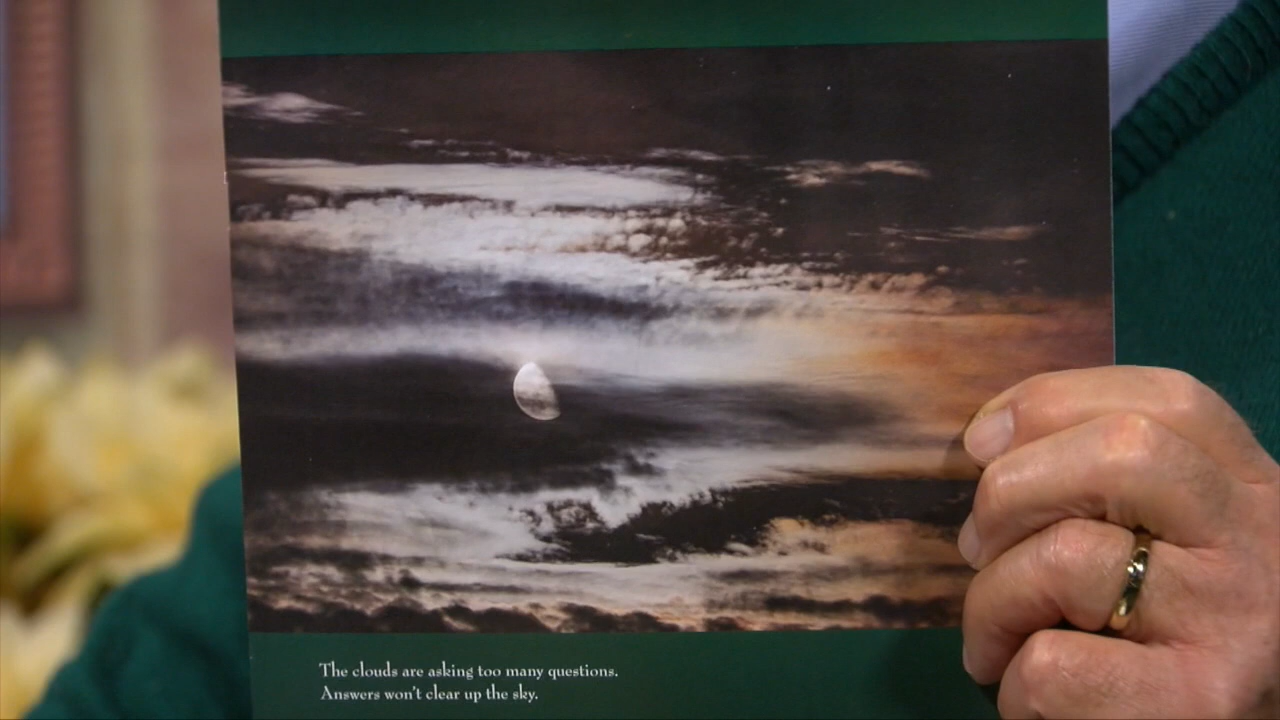 The clouds are asking too many questions.
Answers won't clear up the sky.